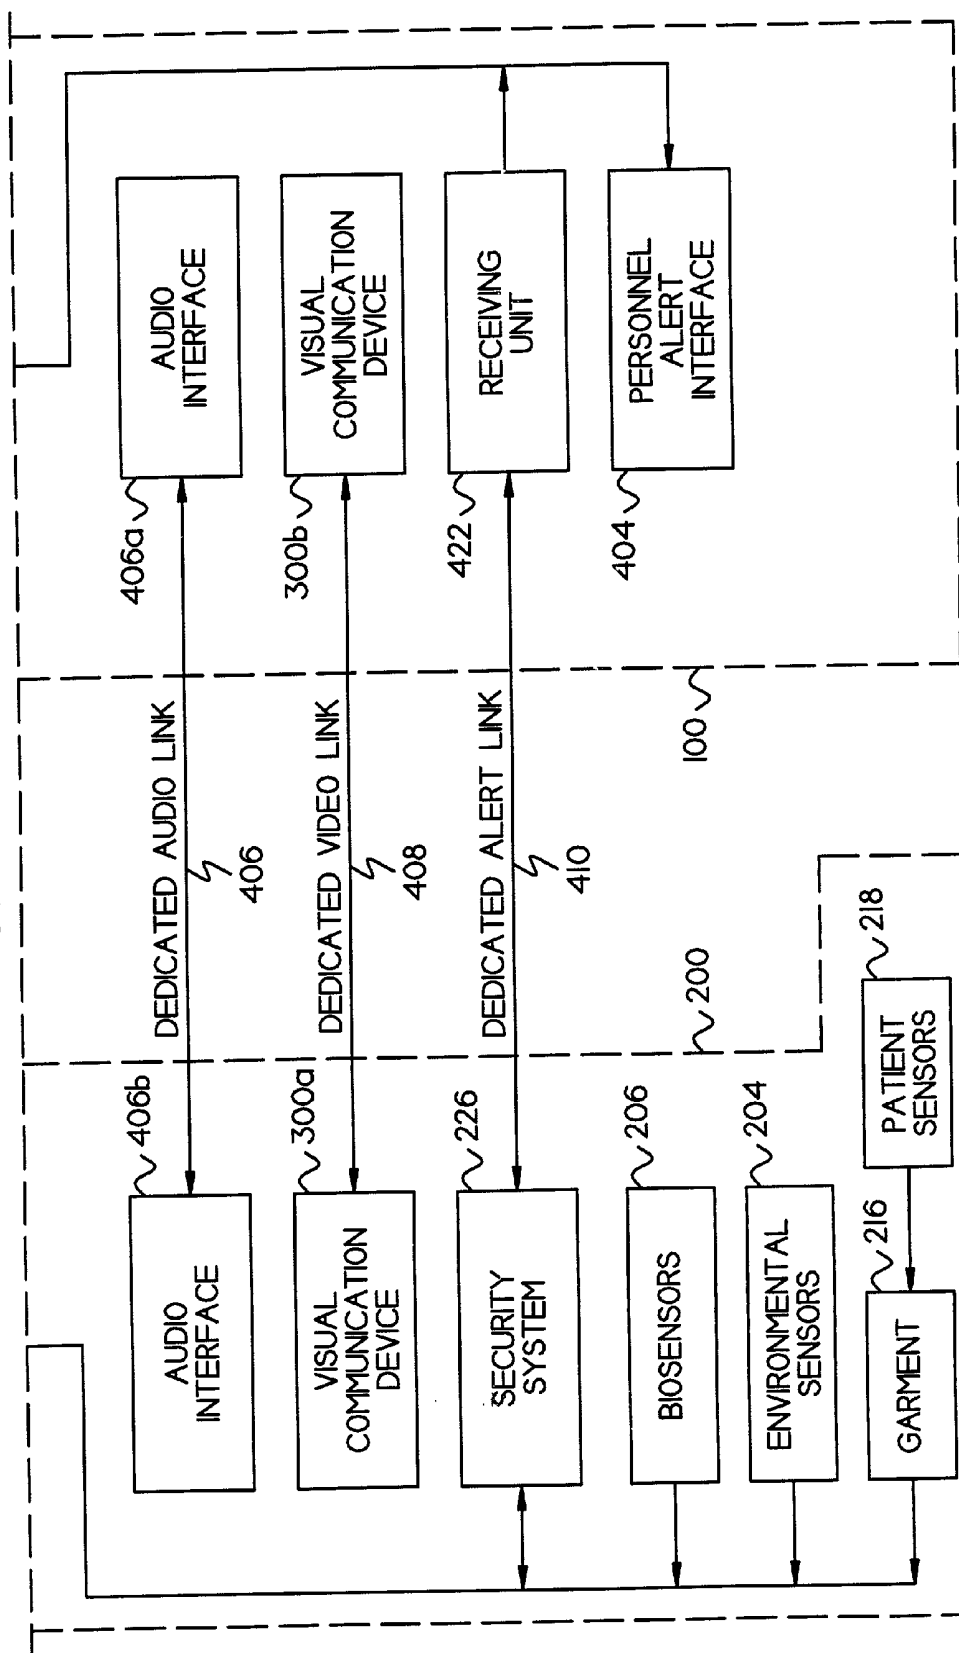 AUDIO
INTERFACE
406b
DEDICATED AUDIO LINK
406
406a
AUDIO
INTERFACE
VISUAL
COMMUNICATION
DEVICE
300a
DEDICATED VIDEO LINK
408
300b
VISUAL
COMMUNICATION
DEVICE
SECURITY
SYSTEM
226
DEDICATED ALERT LINK
410
422
RECEIVING
UNIT
BIOSENSORS
206
200
100
404
PERSONNEL
ALERT
INTERFACE
ENVIRONMENTAL
SENSORS
204
GARMENT
216
PATIENT
SENSORS
218